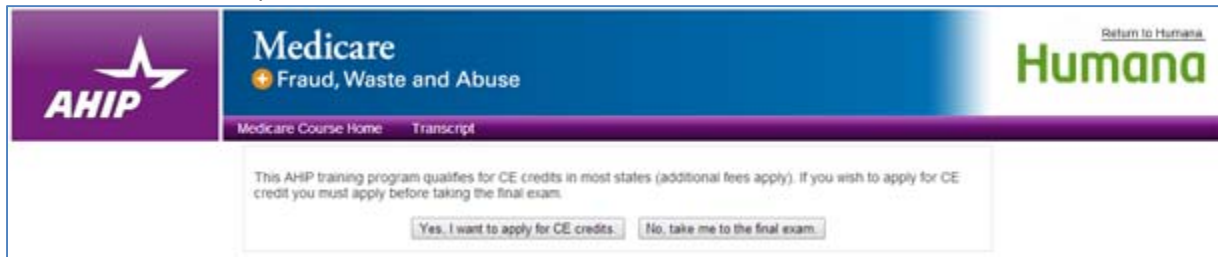 AHIP
Medicare
Fraud, Waste and Abuse
Return to Humana
Humana
Medicare Course Home Transcript
This AHIP training program qualifies for CE credits in most states (additional fees apply). If you wish to apply for CE
credit you must apply before taking the final exam.
Yes, I want to apply for CE credits. No, take me to the final exam.